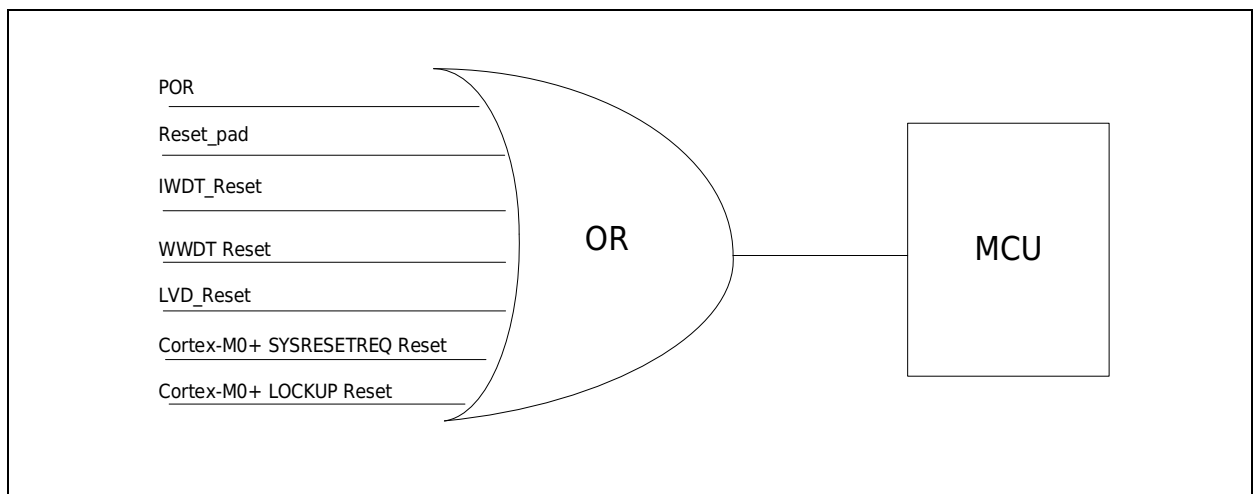 POR
Reset_pad
IWDT_Reset
WWDT Reset
LVD_Reset
Cortex-M0+ SYSRESETREQ Reset
Cortex-M0+ LOCKUP Reset
OR
MCU